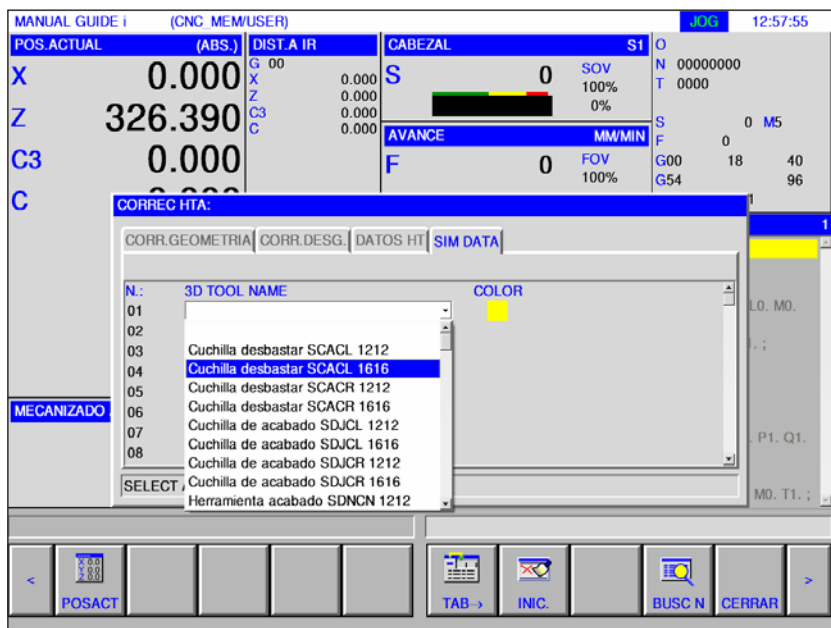 MANUAL GUIDE i (CNC_MEM/USER) JOG 12:57:55
POS.ACTUAL (ABS.) DIST.A IR CABEZAL S1 O
G 00
N 00000000
X 0.000 X 0.000 S 0 SOV T 0000
100%
Z 0.000
0%
Z 326.390 C3 0.000
C 0.000
S 0 M5
AVANCE MM/MIN F 0
C3 0.000 F 0 FOV G00 18 40
100% G54 96
C
CORREC HTA: 1
CORR.GEOMETRIA CORR.DESG. DATOS HT SIM DATA
N.: 3D TOOL NAME COLOR
01
L0. M0.
02
03 Cuchilla desbastar SCACL 1212
04 Cuchilla desbastar SCACL 1616
05 Cuchilla desbastar SCACR 1212
06 Cuchilla desbastar SCACR 1616
MECANIZADO
07 Cuchilla de acabado SDJCL 1212
08 Cuchilla de acabado SDJCL 1616
. P1. Q1.
Cuchilla de acabado SDJCR 1212
SELECT Cuchilla de acabado SDJCR 1616
Herramienta acabado SDNCN 1212
M0. T1. ;
< POSACT TAB→ INIC. BUSC N CERRAR >